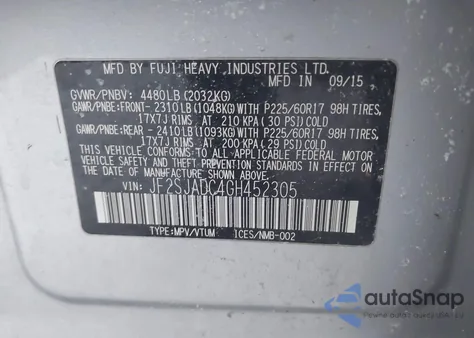 MFD BY FUJI HEAVY INDUSTRIES LTD.
MFD IN 09/15
GVWR/PNBV: 4480LB(2032KG)
GAWR/PNBE:FRONT- 2310LB(1048KG)WITH P225/60R17 98H TIRES,
17X7J RIMS AT 210 KPA(30 PSI)COLD
GAWR/PNBE:REAR - 2410LB(1093KG)WITH P225/60R17 98H TIRES,
17X7J RIMS AT 200 KPA(29 PSI)COLD
THIS VEHICLE CONFORMS TO ALL APPLICABLE
FEDERAL MOTOR VEHICLE SAFETY, BUMPER,
AND THEFT PREVENTION STANDARDS IN EFFECT
ON THE DATE OF MANUFACTURE SHOWN ABOVE.
VIN: JF2SJADC4GH452305
TYPE:MPV/VTUM ICES/NMB-002
autaSnap
Pewne auto z